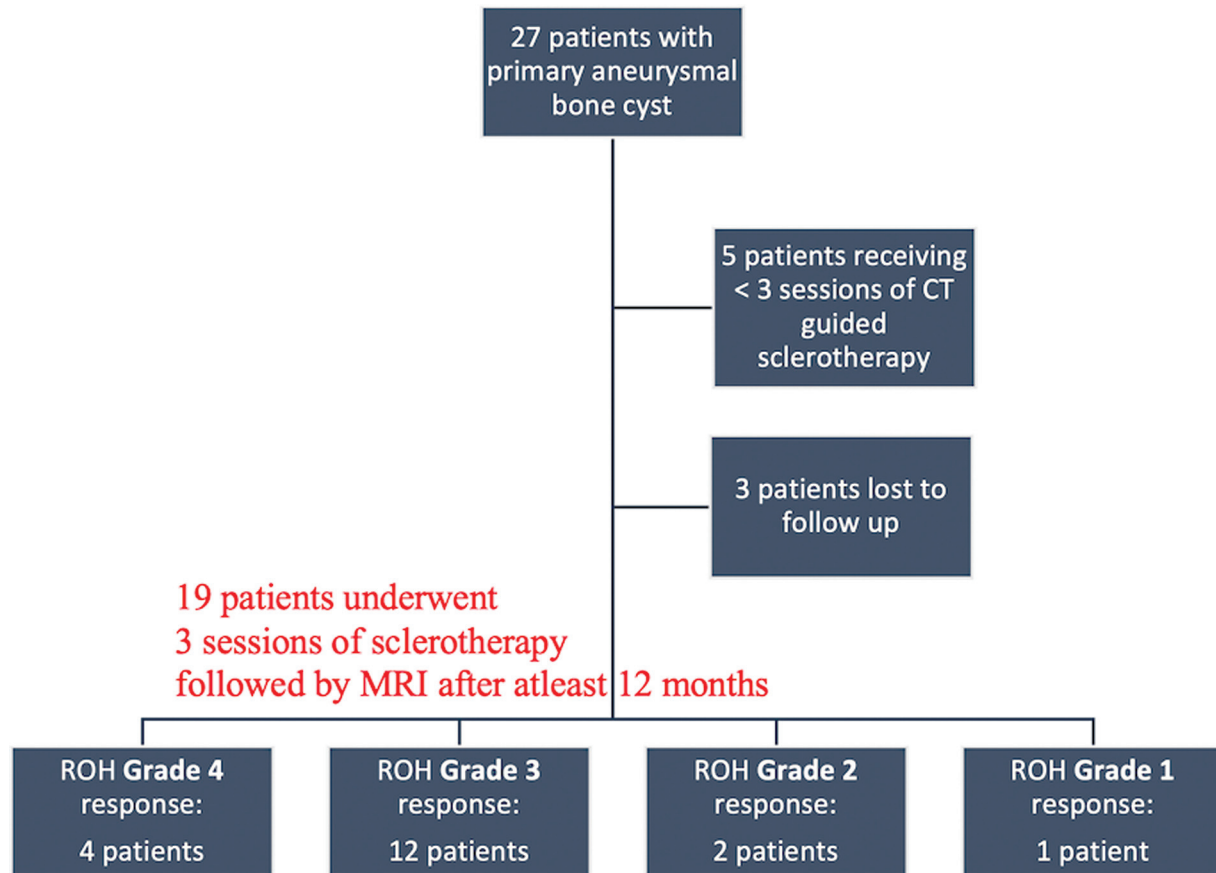 27 patients with
primary aneurysmal
bone cyst
5 patients receiving
< 3 sessions of CT
guided
sclerotherapy
3 patients lost to
follow up
19 patients underwent
3 sessions of sclerotherapy
followed by MRI after atleast 12 months
ROH Grade 4
response:
4 patients
ROH Grade 3
response:
12 patients
ROH Grade 2
response:
2 patients
ROH Grade 1
response:
1 patient